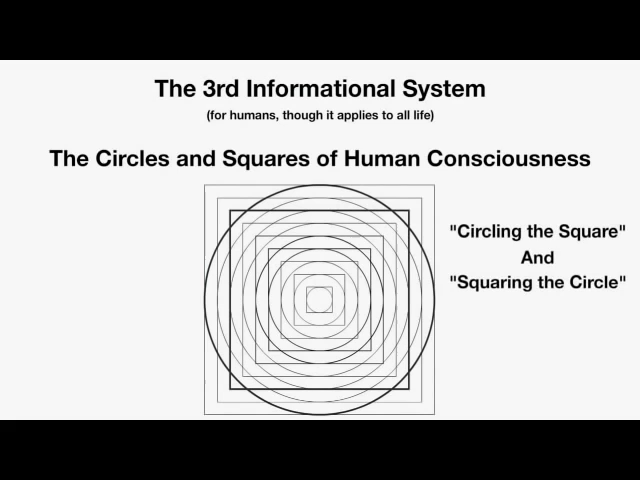 The 3rd Informational System
(for humans, though it applies to all life)
The Circles and Squares of Human Consciousness
"Circling the Square"
And
"Squaring the Circle"